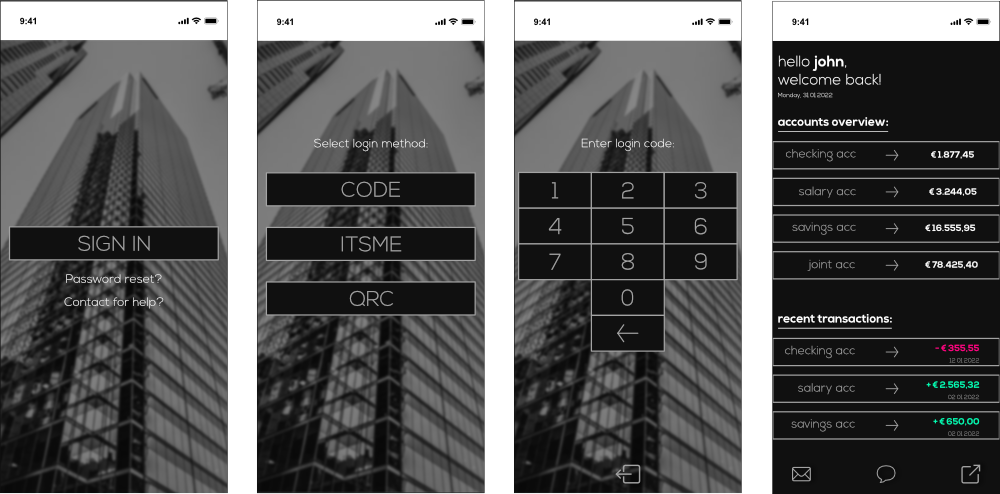 9:41
SIGN IN
Password reset?
Contact for help?
9:41
Select login method:
CODE
ITSME
QRC
9:41
Enter login code:
1 2 3
4 5 6
7 8 9
0
9:41
hello john,
welcome back!
Monday, 31.01.2022
accounts overview:
checking acc € 1.877,45
salary acc € 3.244,05
savings acc €16.555,95
joint acc €78.425,40
recent transactions:
checking acc -€ 355,55
12.01.2022
salary acc +€ 2.565,32
02.01.2022
savings acc +€ 650,00
02.01.2022